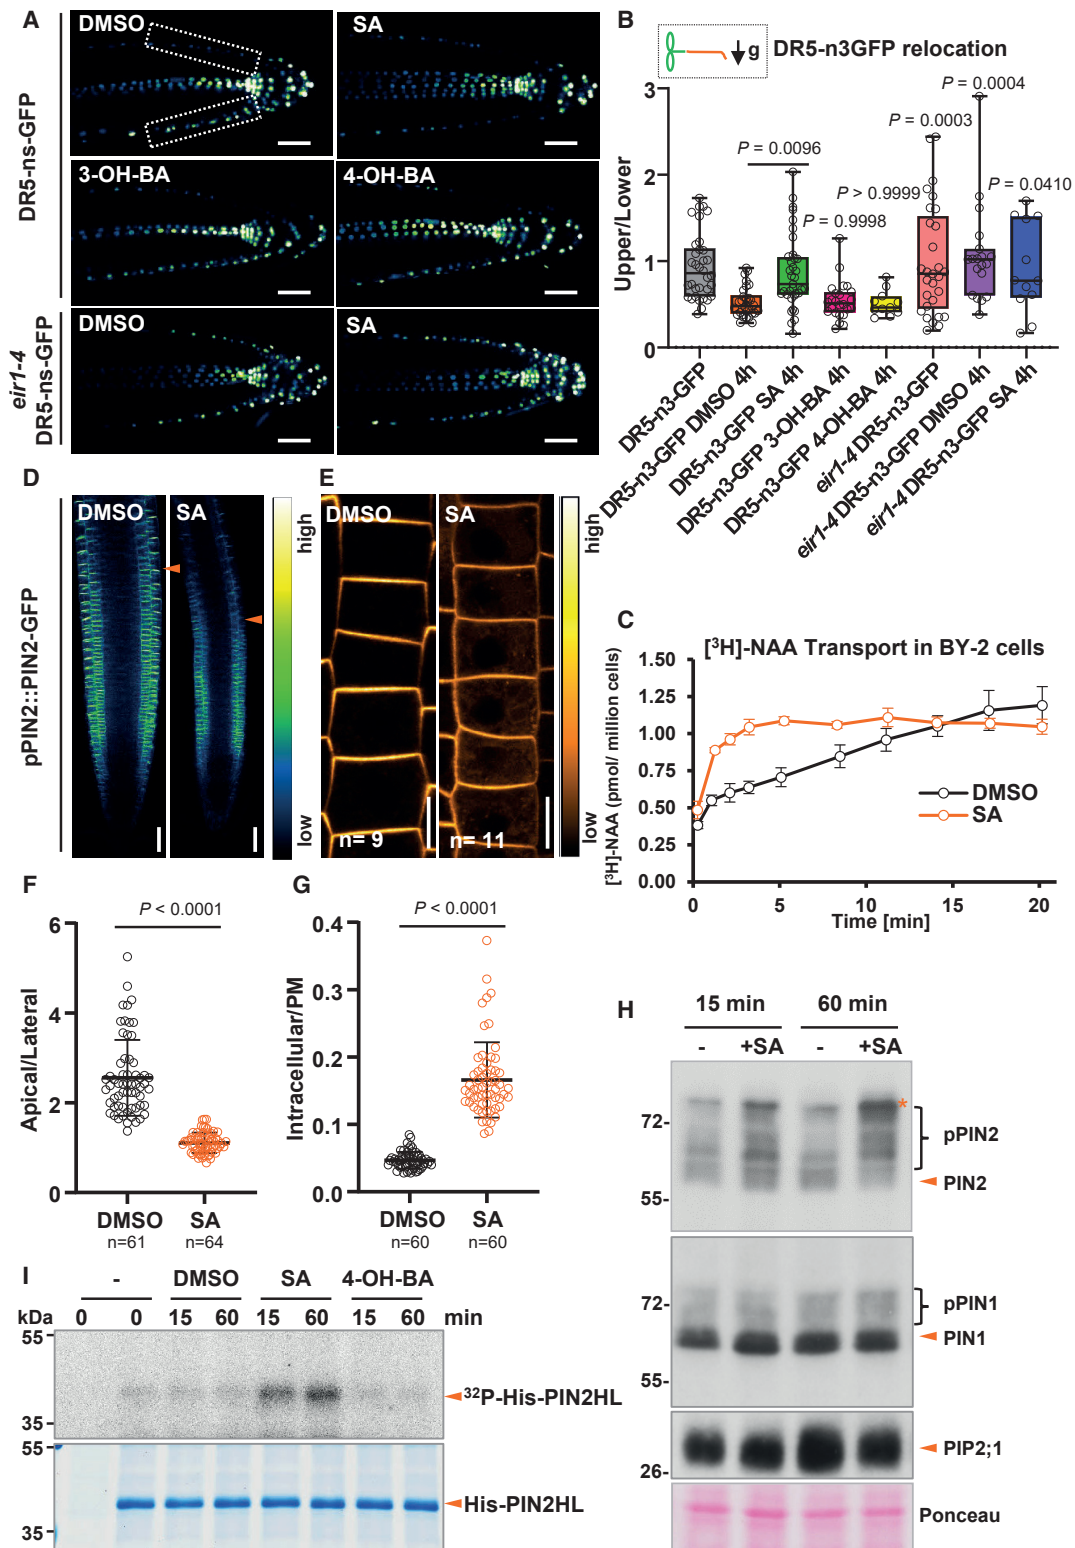 A
DMSO
SA
3-OH-BA
4-OH-BA
DMSO
SA
DR5-ns-GFP
eir1-4
DR5-ns-GFP
B
g
DR5-n3GFP relocation
P = 0.0004
P = 0.0003
P = 0.0096
P > 0.9999
P = 0.0410
P = 0.9998
Upper/Lower
3
2
1
0
DR5-n3-GFP
DR5-n3-GFP DMSO 4h
DR5-n3-GFP SA 4h
DR5-n3-GFP 3-OH-BA 4h
DR5-n3-GFP 4-OH-BA 4h
eir1-4 DR5-n3-GFP
eir1-4 DR5-n3-GFP DMSO 4h
eir1-4 DR5-n3-GFP SA 4h
D
DMSO
SA
high
low
pPIN2::PIN2-GFP
E
DMSO
SA
n= 9
n= 11
high
low
C
[³H]-NAA Transport in BY-2 cells
[³H]-NAA (pmol/ million cells)
1.50
1.25
1.00
0.75
0.50
0.25
0.00
DMSO
SA
0
5
10
15
20
Time [min]
F
P < 0.0001
Apical/Lateral
6
4
2
0
DMSO
SA
n=61
n=64
G
P < 0.0001
Intracellular/PM
0.4
0.3
0.2
0.1
0.0
DMSO
SA
n=60
n=60
H
15 min
60 min
-
+SA
-
+SA
*
72-
55-
pPIN2
PIN2
72-
55-
pPIN1
PIN1
26-
PIP2;1
Ponceau
I
-
DMSO
SA
4-OH-BA
kDa
0
0
15
60
15
60
15
60
min
55
35
³²P-His-PIN2HL
55
35
His-PIN2HL